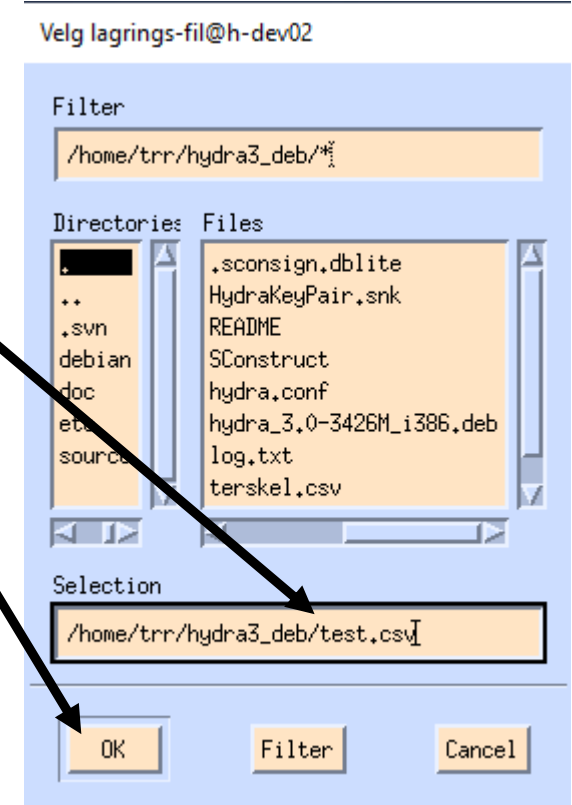 Velg lagrings-fil@h-dev02
Filter
/home/trr/hydra3_deb/*
Directories Files
.
..
.svn
debian
doc
etc
source
.sconsign.dblite
HydraKeyPair.snk
README
SConstruct
hydra.conf
hydra_3.0-3426M_i386.deb
log.txt
terskel.csv
Selection
/home/trr/hydra3_deb/test.csv
OK Filter Cancel